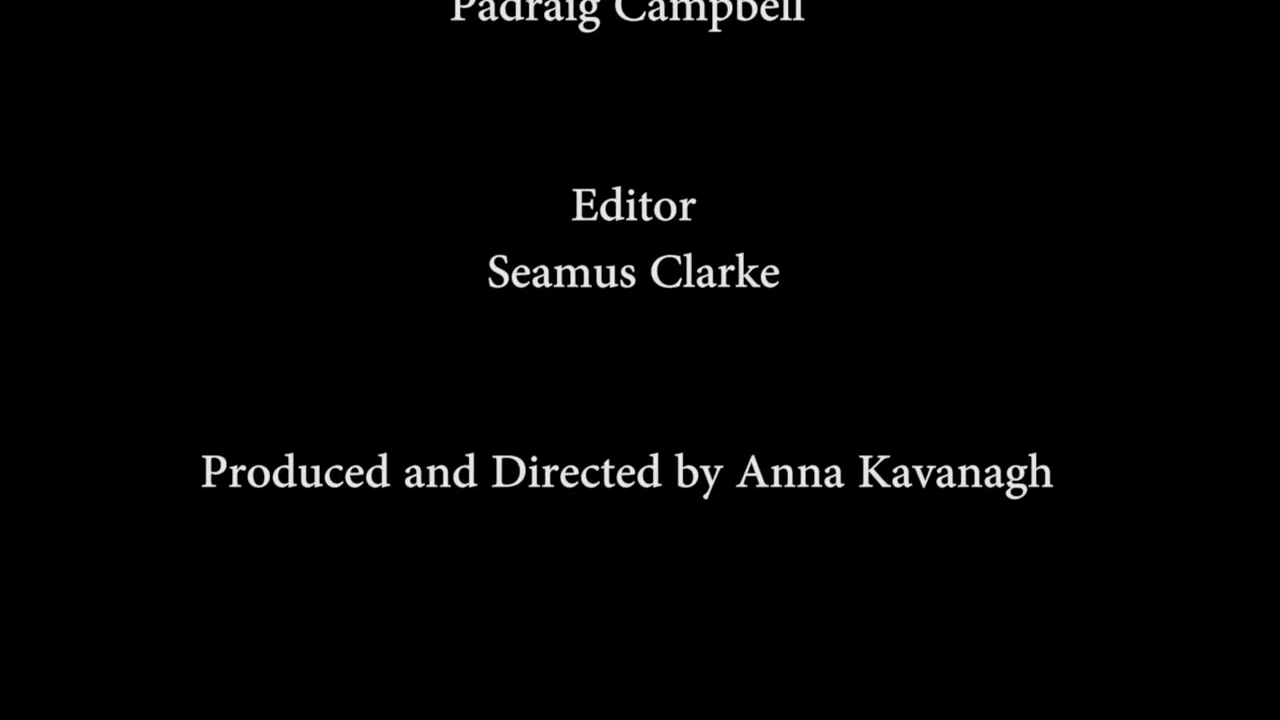 Padraig Campbell
Editor
Seamus Clarke
Produced and Directed by Anna Kavanagh